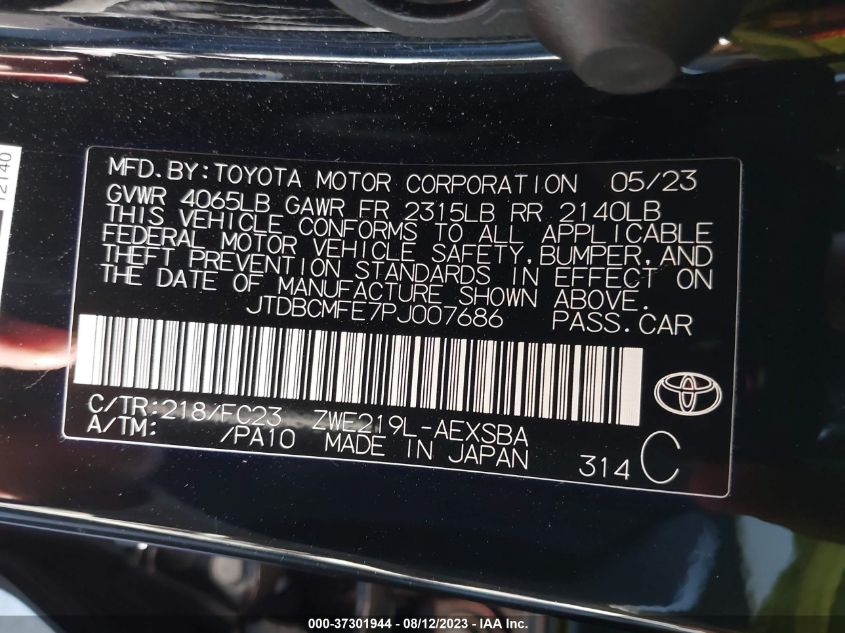 12140
MFD.BY:TOYOTA MOTOR CORPORATION 05/23
GVWR 4065LB GAWR FR 2315LB RR 2140LB
THIS VEHICLE CONFORMS TO ALL APPLICABLE
FEDERAL MOTOR VEHICLE SAFETY,BUMPER,AND
THEFT PREVENTION STANDARDS IN EFFECT ON
THE DATE OF MANUFACTURE SHOWN ABOVE.
JTDBCMFE7PJ007686 PASS.CAR
C/TR:218/FC23 ZWE219L-AEXSBA
A/TM: /PA10 MADE IN JAPAN 314 C
000-37301944 - 08/12/2023 - IAA Inc.